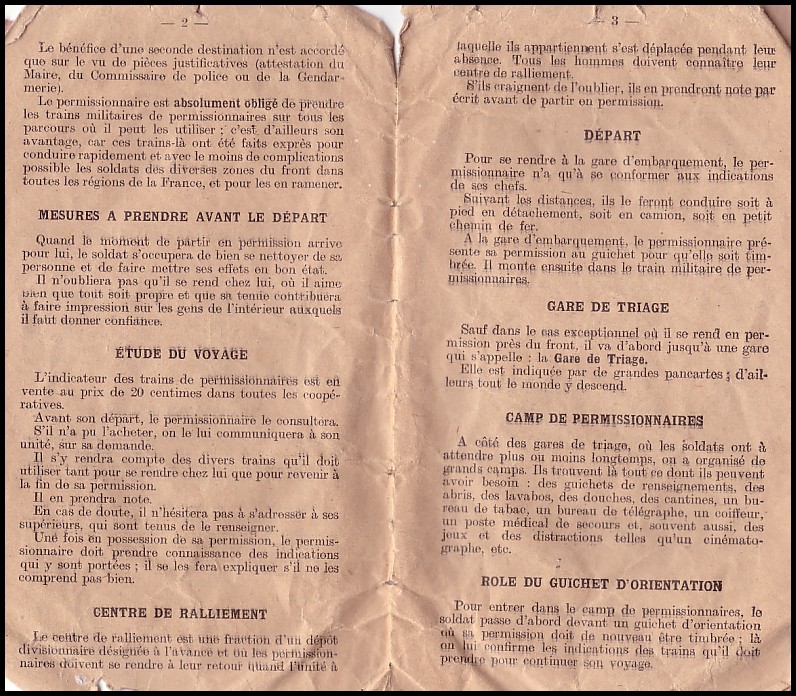 — 2 —
Le bénéfice d'une seconde destination n'est accordé
que sur le vu de pièces justificatives (attestation du
Maire, du Commissaire de police ou de la Gendar-
merie).
Le permissionnaire est absolument obligé de prendre
les trains militaires de permissionnaires sur tous les
parcours où il peut les utiliser ; c'est d'ailleurs son
avantage, car ces trains-là ont été faits exprès pour
conduire rapidement et avec le moins de complications
possible les soldats des diverses zones du front dans
toutes les régions de la France, et pour les en ramener.
MESURES A PRENDRE AVANT LE DÉPART
Quand le moment de partir en permission arrive
pour lui, le soldat s'occupera de bien se nettoyer de sa
personne et de faire mettre ses effets en bon état.
Il n'oubliera pas qu'il se rend chez lui, où il aime
bien que tout soit propre et que sa tenue contribuera
à faire impression sur les gens de l'intérieur auxquels
il faut donner confiance.
ÉTUDE DU VOYAGE
L'indicateur des trains de permissionnaires est en
vente au prix de 20 centimes dans toutes les coopé-
ratives.
Avant son départ, le permissionnaire le consultera.
S'il n'a pu l'acheter, on le lui communiquera à son
unité, sur sa demande.
Il s'y rendra compte des divers trains qu'il doit
utiliser tant pour se rendre chez lui que pour revenir à
la fin de sa permission.
Il en prendra note.
En cas de doute, il n'hésitera pas à s'adresser à ses
supérieurs, qui sont tenus de le renseigner.
Une fois en possession de sa permission, le permis-
sionnaire doit prendre connaissance des indications
qui y sont portées ; il se les fera expliquer s'il ne les
comprend pas bien.
CENTRE DE RALLIEMENT
Le centre de ralliement est une fraction d'un dépôt
divisionnaire désignée à l'avance et où les permission-
naires doivent se rendre à leur retour quand l'unité à
— 3 —
laquelle ils appartiennent s'est déplacée pendant leur
absence. Tous les hommes doivent connaître leur
centre de ralliement.
S'ils craignent de l'oublier, ils en prendront note par
écrit avant de partir en permission.
DÉPART
Pour se rendre à la gare d'embarquement, le per-
missionnaire n'a qu'à se conformer aux indications
de ses chefs.
Suivant les distances, ils le feront conduire soit à
pied en détachement, soit en camion, soit en petit
chemin de fer.
A la gare d'embarquement, le permissionnaire pré-
sente sa permission au guichet pour qu'elle soit tim-
brée. Il monte ensuite dans le train militaire de per-
missionnaires.
GARE DE TRIAGE
Sauf dans le cas exceptionnel où il se rend en per-
mission près du front, il va d'abord jusqu'à une gare
qui s'appelle : la Gare de Triage.
Elle est indiquée par de grandes pancartes ; d'ail-
leurs tout le monde y descend.
CAMP DE PERMISSIONNAIRES
A côté des gares de triage, où les soldats ont à
attendre plus ou moins longtemps, on a organisé de
grands camps. Ils trouvent là tout ce dont ils peuvent
avoir besoin : des guichets de renseignements, des
abris, des lavabos, des douches, des cantines, un bu-
reau de tabac, un bureau de télégraphe, un coiffeur,
un poste médical de secours et, souvent aussi, des
jeux et des distractions telles qu'un cinémato-
graphe, etc.
ROLE DU GUICHET D'ORIENTATION
Pour entrer dans le camp de permissionnaires, le
soldat passe d'abord devant un guichet d'orientation
où sa permission doit de nouveau être timbrée ; là
on lui confirme les indications des trains qu'il doit
prendre pour continuer son voyage.